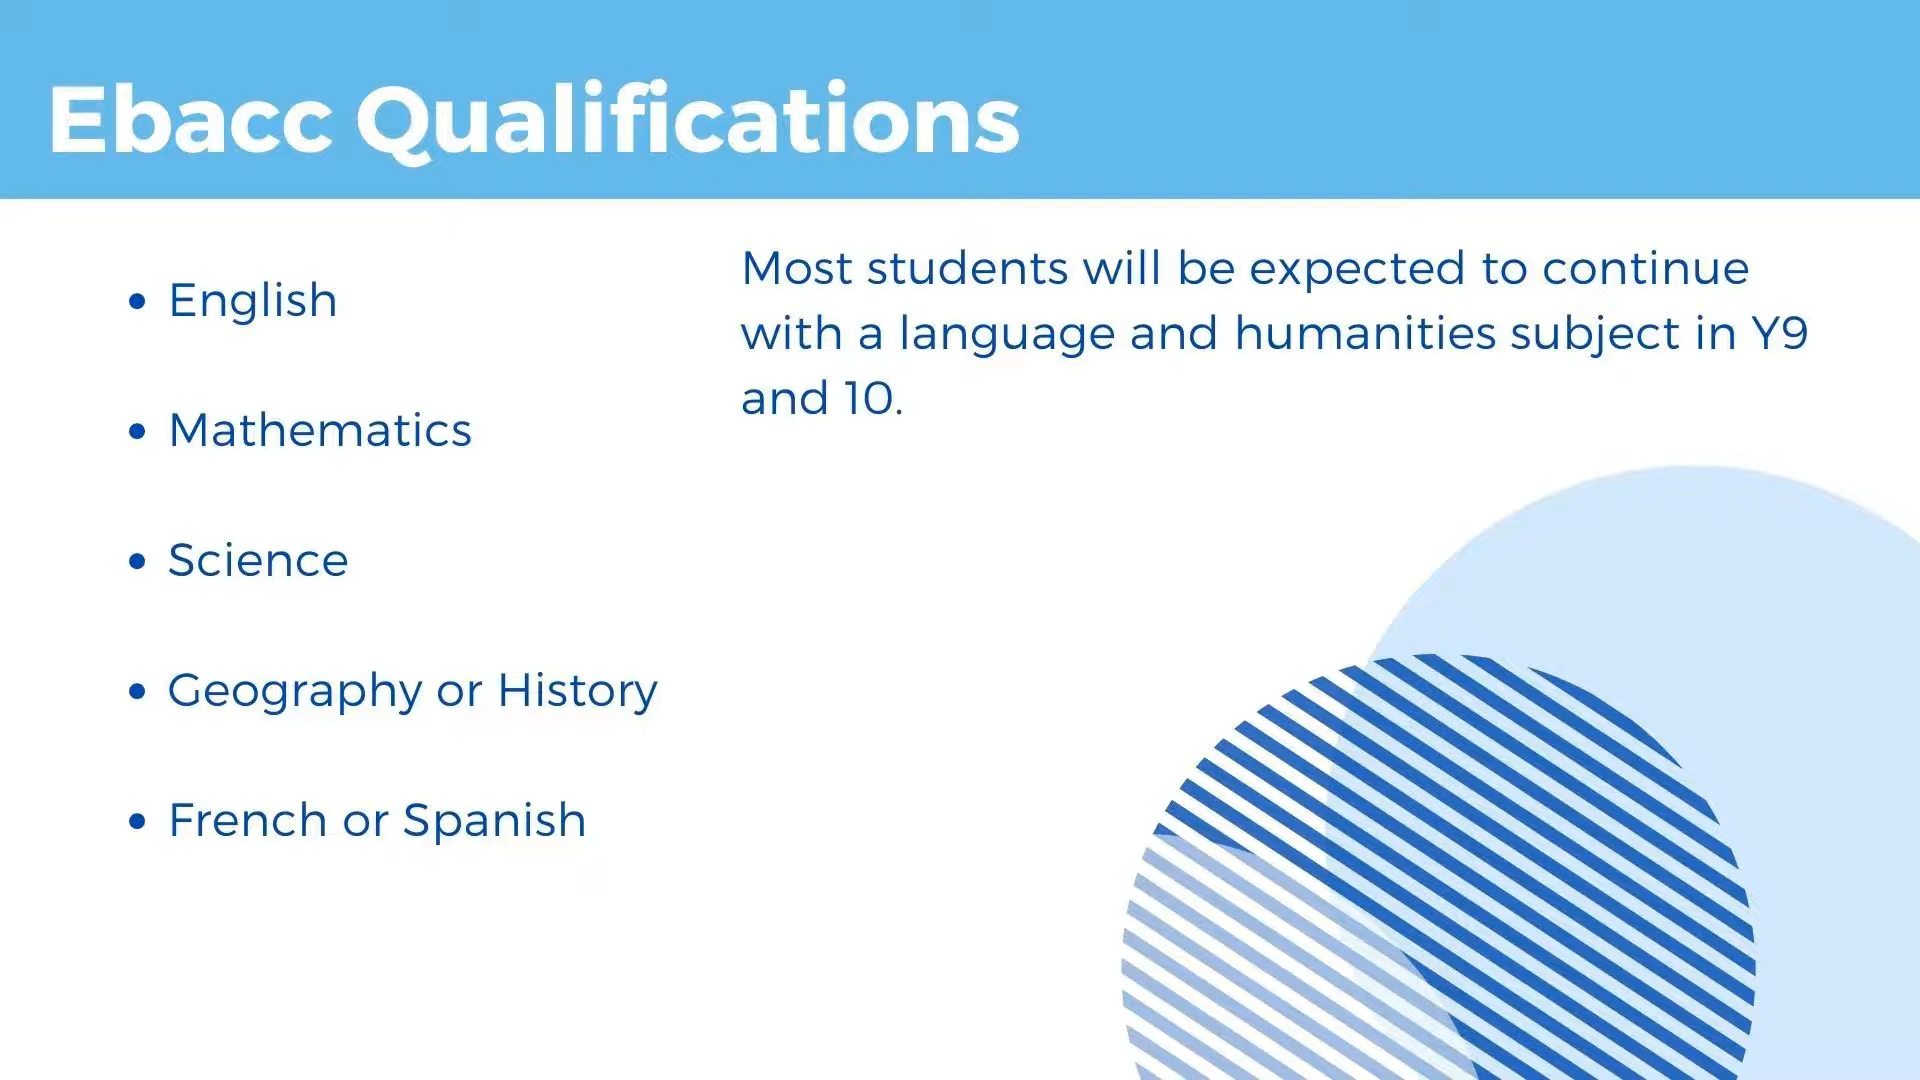 Ebacc Qualifications
• English
• Mathematics
• Science
• Geography or History
• French or Spanish
Most students will be expected to continue
with a language and humanities subject in Y9
and 10.